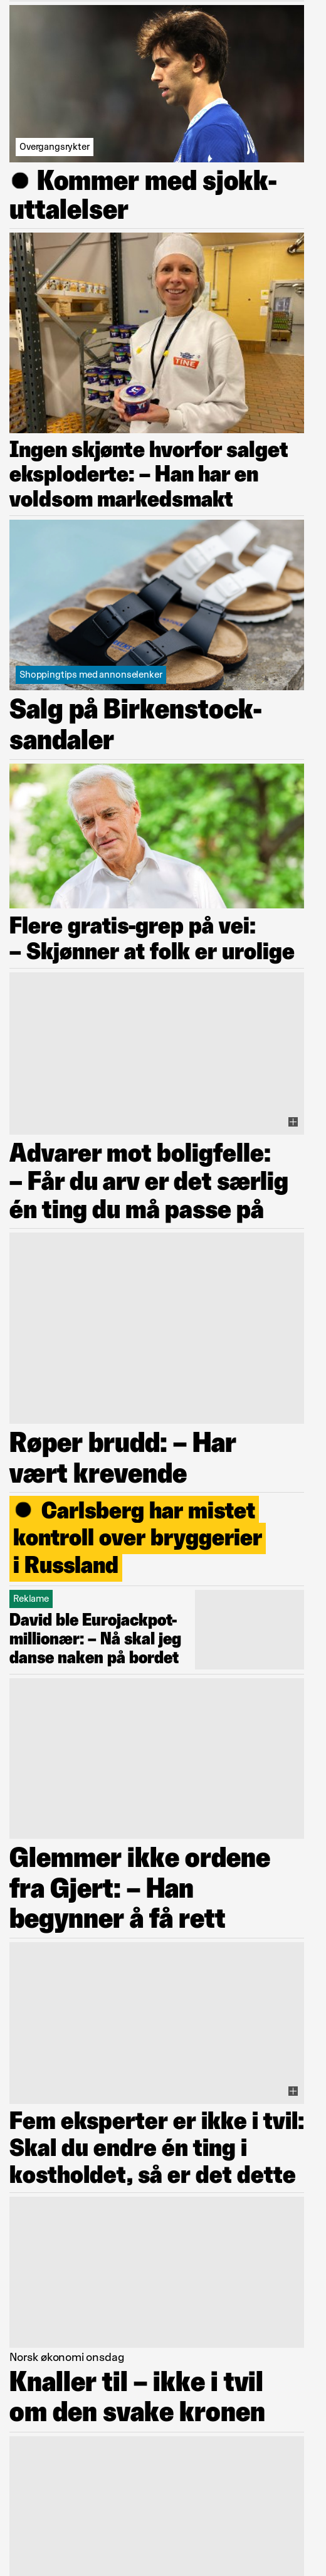 Overgangsrykter
Kommer med sjokk-
uttalelser
TINE
Ingen skjønte hvorfor salget
eksploderte: – Han har en
voldsom markedsmakt
Shoppingtips med annonselenker
Salg på Birkenstock-
sandaler
Flere gratis-grep på vei:
– Skjønner at folk er urolige
Advarer mot boligfelle:
– Får du arv er det særlig
én ting du må passe på
Røper brudd: – Har
vært krevende
Carlsberg har mistet
kontroll over bryggerier
i Russland
Reklame
David ble Eurojackpot-
millionær: – Nå skal jeg
danse naken på bordet
Glemmer ikke ordene
fra Gjert: – Han
begynner å få rett
Fem eksperter er ikke i tvil:
Skal du endre én ting i
kostholdet, så er det dette
Norsk økonomi onsdag
Knaller til – ikke i tvil
om den svake kronen